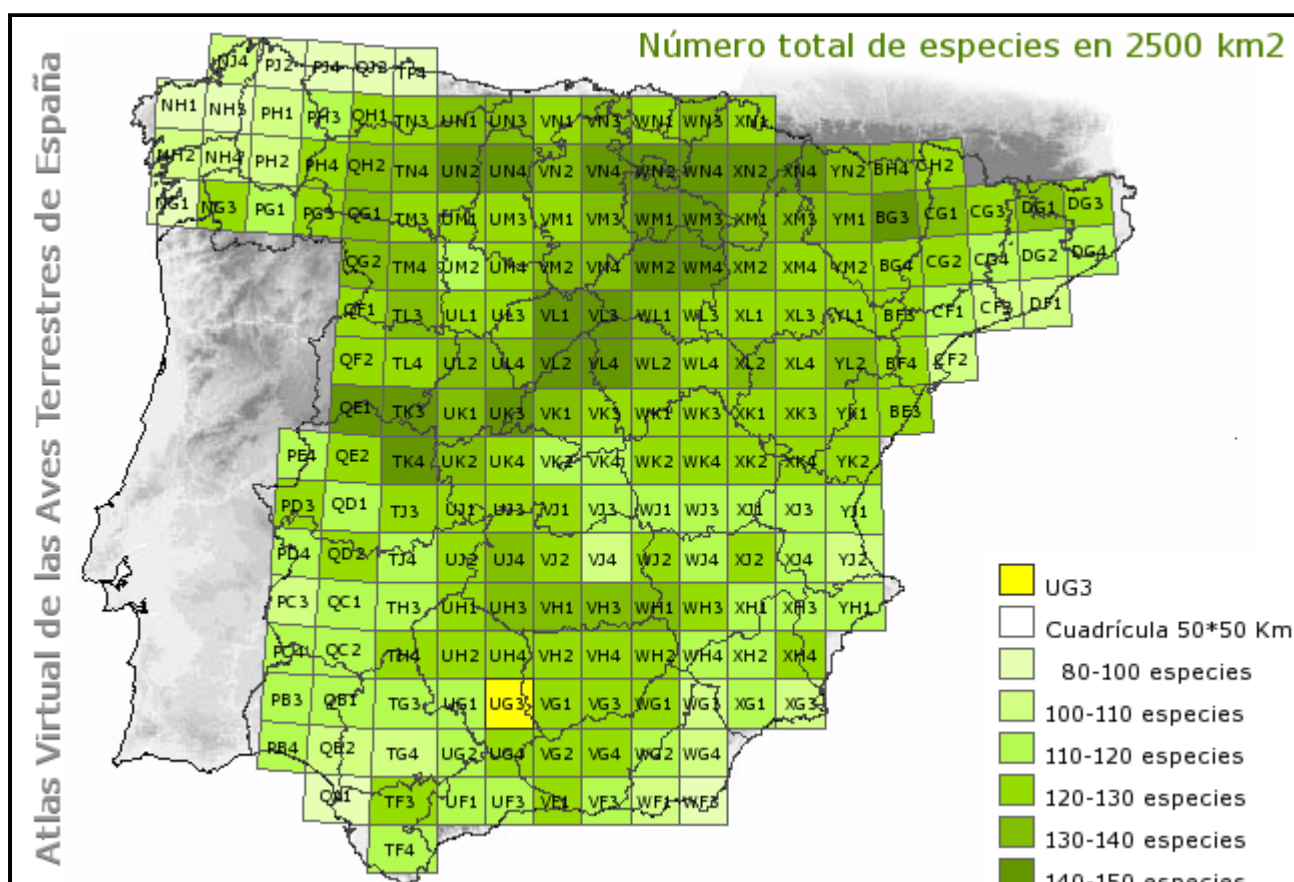 Número total de especies en 2500 km2
Atlas Virtual de las Aves Terrestres de España
NJ4 PJ2 PJ4 QJ2 TP4
NH1 NH3 PH1 PH3 QH1 TN3 UN1 UN3 VN1 VN3 WN1 WN3 XN1
NH2 NH4 PH2 PH4 QH2 TN4 UN2 UN4 VN2 VN4 WN2 WN4 XN2 XN4 YN2 BH4 CH2
NG1 NG3 PG1 PG3 QG1 TM3 UM1 UM3 VM1 VM3 WM1 WM3 XM1 XM3 YM1 BG3 CG1 CG3 DG1 DG3
QG2 TM4 UM2 UM4 VM2 VN4 WM2 WM4 XM2 XM4 YM2 BG4 CG2 CG4 DG2 DG4
QF1 TL3 UL1 UL3 VL1 VL3 WL1 WL3 XL1 XL3 YL1 BF3 CF1 CF3 DF1
QF2 TL4 UL2 UL4 VL2 VL4 WL2 WL4 XL2 XL4 YL2 BF4 CF2
QE1 TK3 UK1 UK3 VK1 VK3 WK1 WK3 XK1 XK3 YK1 BE3
PE4 QE2 TK4 UK2 UK4 VK2 VK4 WK2 WK4 XK2 XK4 YK2
PD3 QD1 TJ3 UJ1 UJ3 VJ1 VJ3 WJ1 WJ3 XJ1 XJ3 YJ1
PD4 QD2 TJ4 UJ2 UJ4 VJ2 VJ4 WJ2 WJ4 XJ2 XJ4 YJ2
PC3 QC1 TH3 UH1 UH3 VH1 VH3 WH1 WH3 XH1 XH3 YH1
PC4 QC2 TH4 UH2 UH4 VH2 VH4 WH2 WH4 XH2 XH4
PB3 QB1 TG3 UG1 UG3 VG1 VG3 WG1 WG3 XG1 XG3
PB4 QB2 TG4 UG2 UG4 VG2 VG4 WG2 WG4
QA1 TF3 UF1 UF3 VF1 VF3 WF1 WF3
TF4
UG3
Cuadrícula 50*50 Km
80-100 especies
100-110 especies
110-120 especies
120-130 especies
130-140 especies
140-150 especies